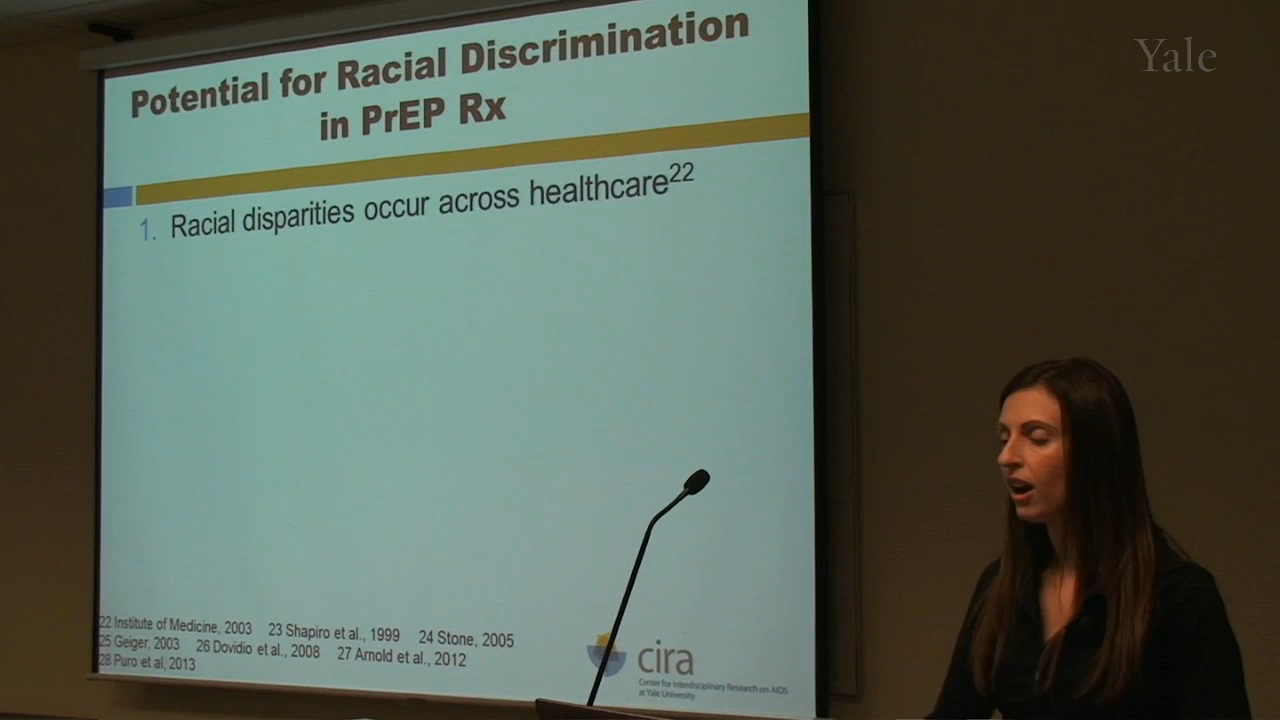 Yale
Potential for Racial Discrimination
in PrEP Rx
1. Racial disparities occur across healthcare22
22 Institute of Medicine, 2003 23 Shapiro et al., 1999 24 Stone, 2005
25 Geiger, 2003 26 Dovidio et al., 2008 27 Arnold et al., 2012
28 Puro et al, 2013
cira
Center for Interdisciplinary Research on AIDS
at Yale University